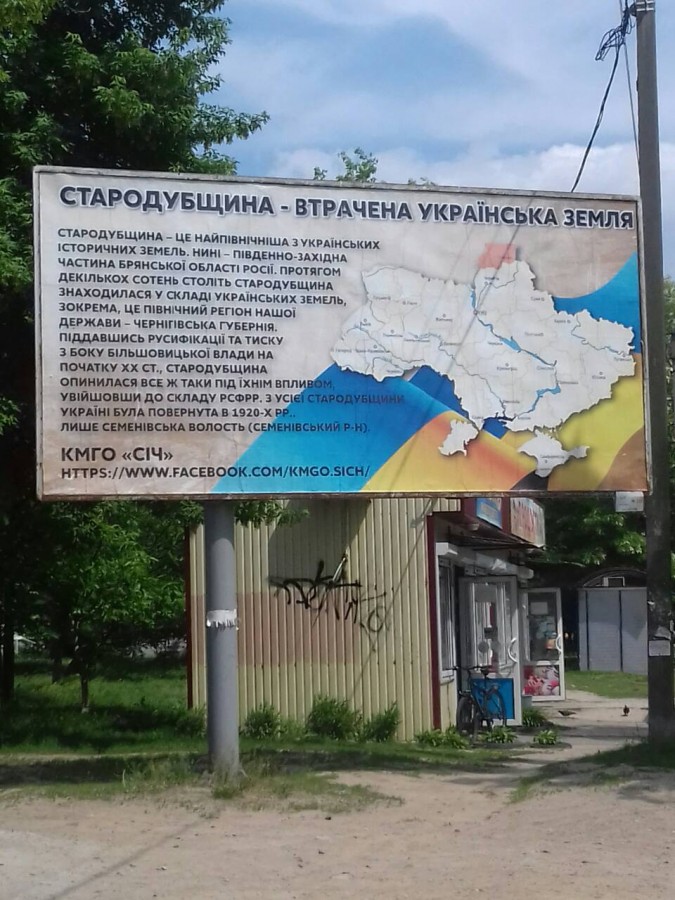 СТАРОДУБЩИНА - ВТРАЧЕНА УКРАЇНСЬКА ЗЕМЛЯ
СТАРОДУБЩИНА – ЦЕ НАЙПІВНІЧНІША З УКРАЇНСЬКИХ
ІСТОРИЧНИХ ЗЕМЕЛЬ. НИНІ – ПІВДЕННО-ЗАХІДНА
ЧАСТИНА БРЯНСЬКОЇ ОБЛАСТІ РОСІЇ. ПРОТЯГОМ
ДЕКІЛЬКОХ СОТЕНЬ СТОЛІТЬ СТАРОДУБЩИНА
ЗНАХОДИЛАСЯ У СКЛАДІ УКРАЇНСЬКИХ ЗЕМЕЛЬ,
ЗОКРЕМА, ЦЕ ПІВНІЧНИЙ РЕГІОН НАШОЇ
ДЕРЖАВИ – ЧЕРНІГІВСЬКА ГУБЕРНІЯ.
ПІДДАВШИСЬ РУСИФІКАЦІЇ ТА ТИСКУ
З БОКУ БІЛЬШОВИЦЬКОЇ ВЛАДИ НА
ПОЧАТКУ ХХ СТ., СТАРОДУБЩИНА
ОПИНИЛАСЯ ВСЕ Ж ТАКИ ПІД ЇХНІМ ВПЛИВОМ,
УВІЙШОВШИ ДО СКЛАДУ РСФРР. З УСІЄЇ СТАРОДУБЩИНИ
УКРАЇНІ БУЛА ПОВЕРНУТА В 1920-Х РР..
ЛИШЕ СЕМЕНІВСЬКА ВОЛОСТЬ (СЕМЕНІВСЬКИЙ Р-Н).
КМГО «СІЧ»
HTTPS://WWW.FACEBOOK.COM/KMGO.SICH/